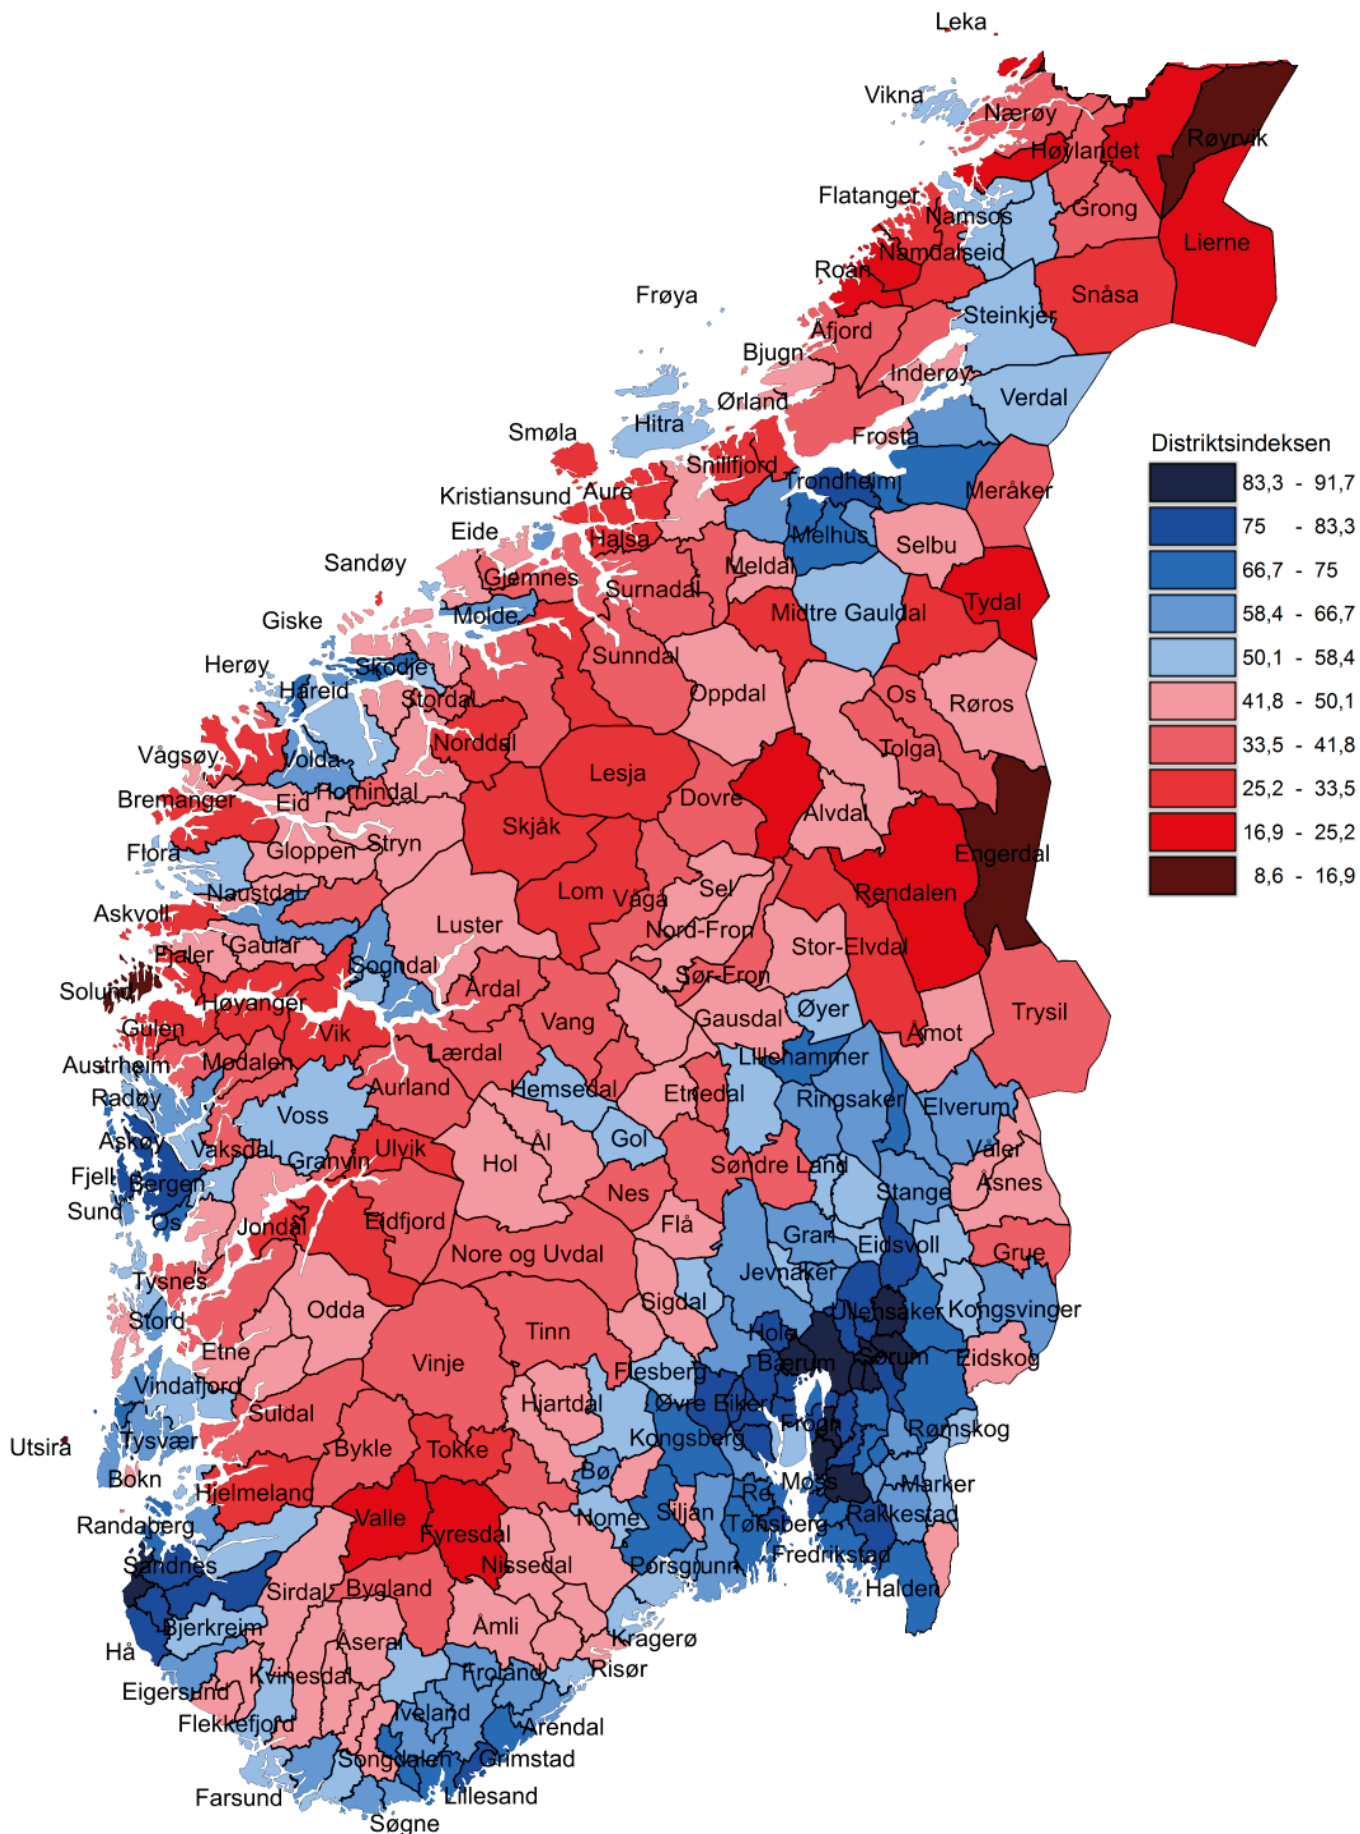 Leka
Vikna
Nærøy
Røyrvik
Høylandet
Flatanger
Namsos
Grong
Lierne
Namdalseid
Roan
Snåsa
Frøya
Steinkjer
Åfjord
Bjugn
Inderøy
Verdal
Ørland
Hitra
Smøla
Frosta
Distriktsindeksen
83,3 - 91,7
75 - 83,3
66,7 - 75
58,4 - 66,7
50,1 - 58,4
41,8 - 50,1
33,5 - 41,8
25,2 - 33,5
16,9 - 25,2
8,6 - 16,9
Snillfjord
Trondheim
Meråker
Kristiansund
Aure
Eide
Halsa
Melhus
Selbu
Sandøy
Meldal
Gjemnes
Surnadal
Tydal
Giske
Molde
Midtre Gauldal
Herøy
Skodje
Sunndal
Hareid
Stordal
Oppdal
Os
Røros
Vågsøy
Volda
Norddal
Tolga
Lesja
Bremanger
Eid
Hornindal
Dovre
Alvdal
Skjåk
Stryn
Flora
Gloppen
Engerdal
Naustdal
Lom
Våga
Sel
Rendalen
Askvoll
Luster
Nord-Fron
Stor-Elvdal
Fjaler
Gaular
Sogndal
Sør-Fron
Solund
Høyanger
Årdal
Øyer
Trysil
Gulen
Vik
Vang
Gausdal
Åmot
Austrheim
Modalen
Lærdal
Lillehammer
Radøy
Aurland
Hemsedal
Etnedal
Ringsaker
Elverum
Voss
Askøy
Vaksdal
Granvin
Ulvik
Ål
Gol
Våler
Fjell
Bergen
Hol
Søndre Land
Åsnes
Sund
Os
Nes
Stange
Jondal
Eidfjord
Flå
Gran
Eidsvoll
Grue
Nore og Uvdal
Tysnes
Jevnaker
Stord
Odda
Sigdal
Ullensaker
Kongsvinger
Etne
Tinn
Hole
Vinje
Bærum
Sørum
Eidskog
Vindafjord
Flesberg
Suldal
Hjartdal
Øvre Eiker
Frogn
Utsira
Tysvær
Bykle
Tokke
Kongsberg
Rømskog
Bokn
Bø
Moss
Marker
Hjelmeland
Re
Randaberg
Valle
Fyresdal
Nome
Siljan
Tønsberg
Rakkestad
Sandnes
Nissedal
Porsgrunn
Fredrikstad
Sirdal
Bygland
Halden
Bjerkreim
Åseral
Åmli
Kragerø
Hå
Eigersund
Kvinesdal
Froland
Risør
Flekkefjord
Iveland
Arendal
Songdalen
Grimstad
Farsund
Lillesand
Søgne